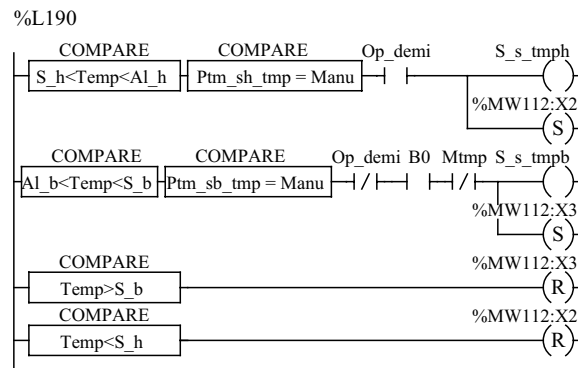 %L190
COMPARE COMPARE Op_demi S_s_tmph
S_h<Temp<Al_h Ptm_sh_tmp = Manu
%MW112:X2
S
COMPARE COMPARE Op_demi B0 Mtmp S_s_tmpb
Al_b<Temp<S_b Ptm_sb_tmp = Manu
%MW112:X3
S
COMPARE %MW112:X3
Temp>S_b R
COMPARE %MW112:X2
Temp<S_h R